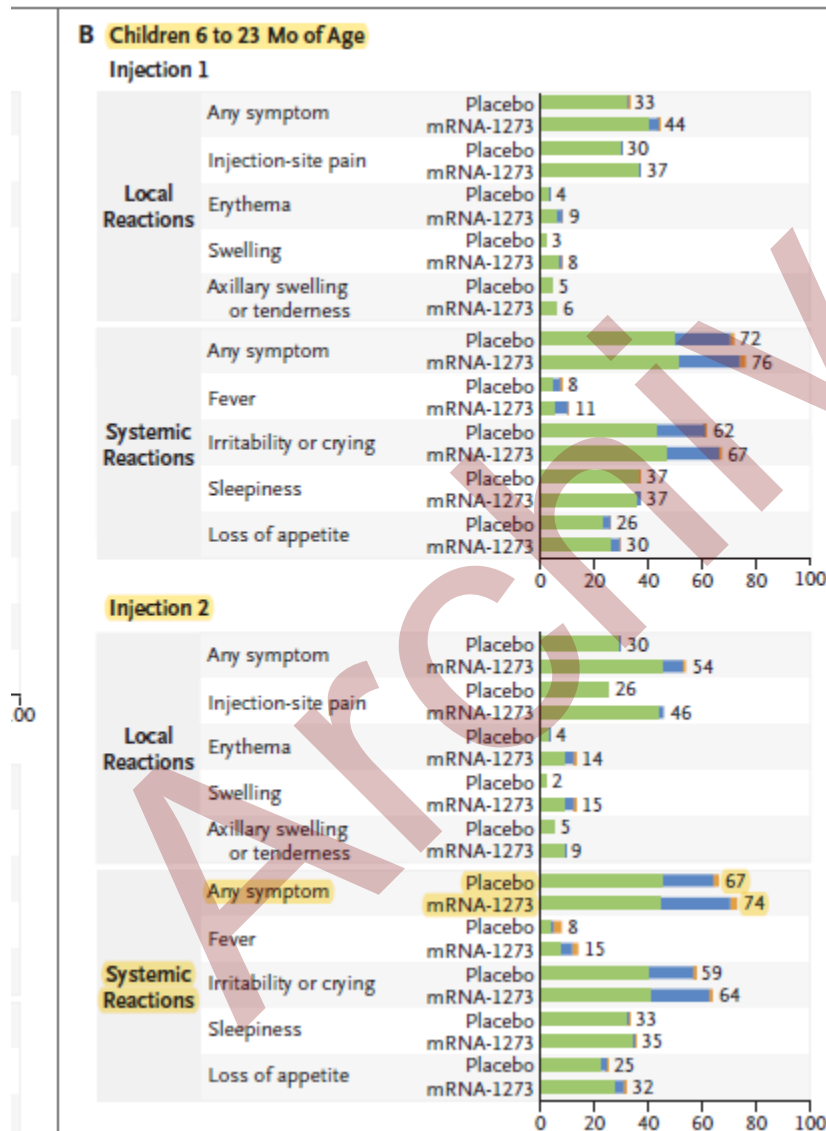 B Children 6 to 23 Mo of Age
Injection 1
Local Reactions
Any symptom
Placebo 33
mRNA-1273 44
Injection-site pain
Placebo 30
mRNA-1273 37
Erythema
Placebo 4
mRNA-1273 9
Swelling
Placebo 3
mRNA-1273 8
Axillary swelling
or tenderness
Placebo 5
mRNA-1273 6
Systemic Reactions
Any symptom
Placebo 72
mRNA-1273 76
Fever
Placebo 8
mRNA-1273 11
Irritability or crying
Placebo 62
mRNA-1273 67
Sleepiness
Placebo 37
mRNA-1273 37
Loss of appetite
Placebo 26
mRNA-1273 30
0 20 40 60 80 100
Injection 2
Local Reactions
Any symptom
Placebo 30
mRNA-1273 54
Injection-site pain
Placebo 26
mRNA-1273 46
Erythema
Placebo 4
mRNA-1273 14
Swelling
Placebo 2
mRNA-1273 15
Axillary swelling
or tenderness
Placebo 5
mRNA-1273 9
Systemic Reactions
Any symptom
Placebo 67
mRNA-1273 74
Fever
Placebo 8
mRNA-1273 15
Irritability or crying
Placebo 59
mRNA-1273 64
Sleepiness
Placebo 33
mRNA-1273 35
Loss of appetite
Placebo 25
mRNA-1273 32
0 20 40 60 80 100
00
Archiv